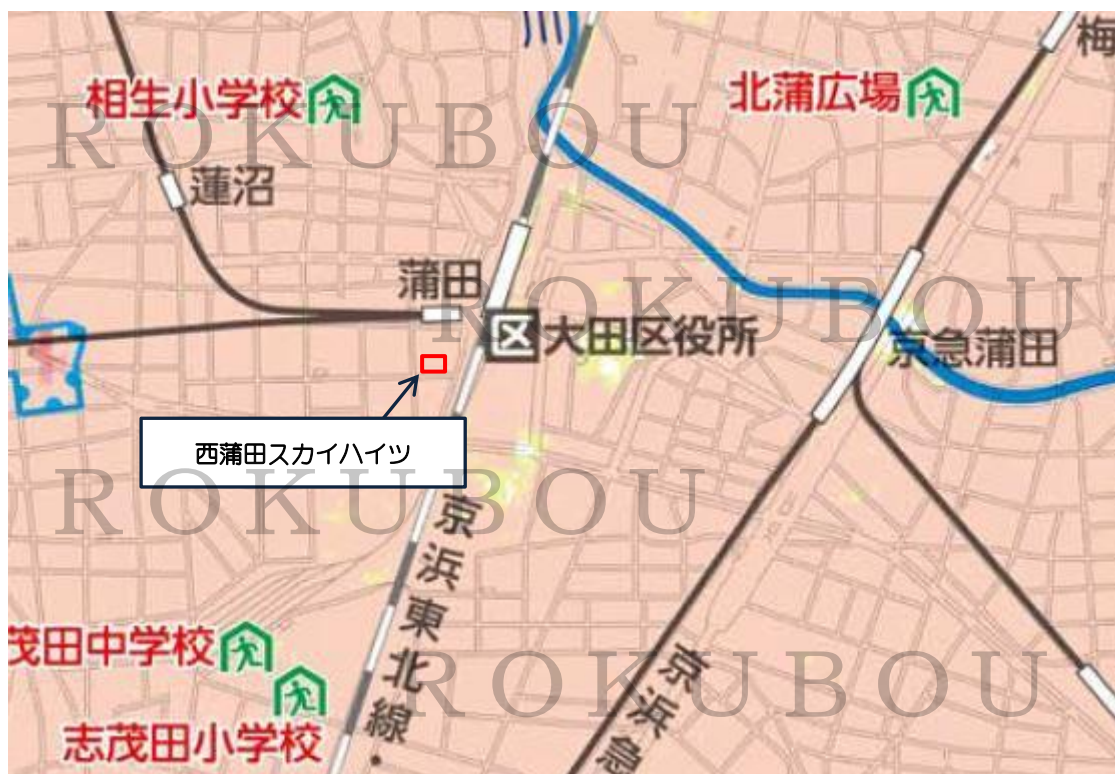 梅
相生小学校
北蒲広場
ROKUBOU
蓮沼
蒲田
ROKUBOU
区
大田区役所
京急蒲田
西蒲田スカイハイツ
ROKUBOU
京浜東北線・
茂田中学校
ROKUBOU
京浜急
志茂田小学校